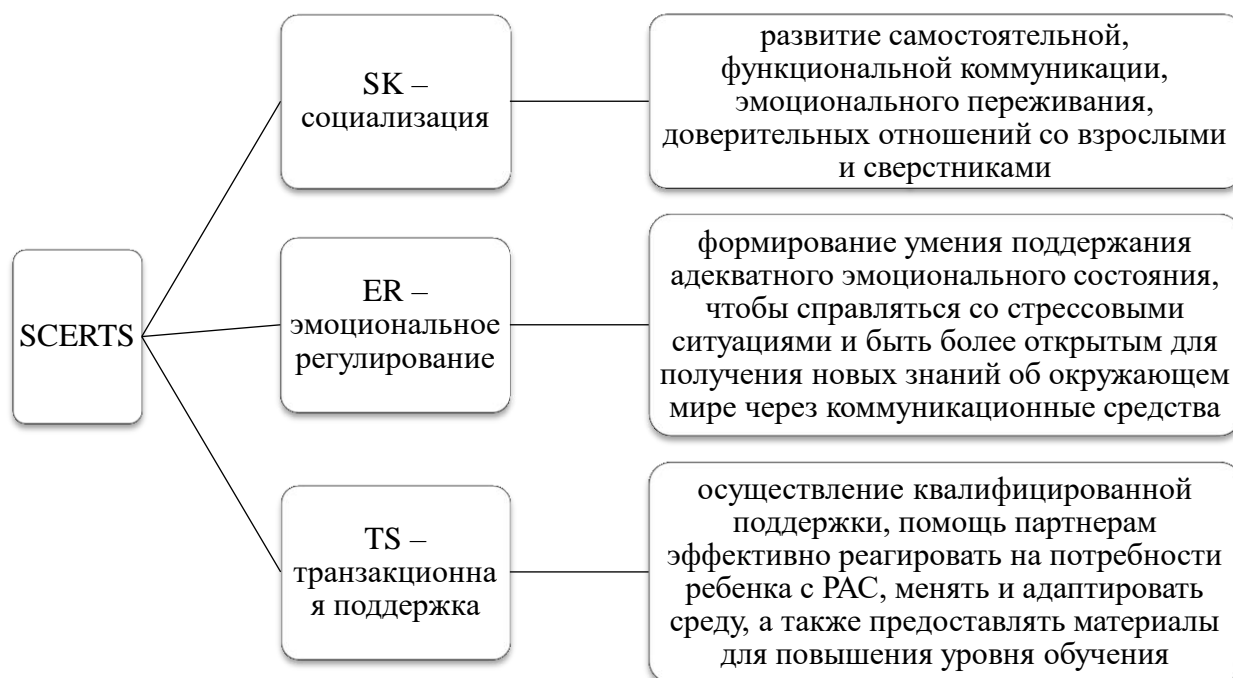 SCERTS
SK –
социализация
развитие самостоятельной,
функциональной коммуникации,
эмоционального переживания,
доверительных отношений со взрослыми
и сверстниками
ER –
эмоциональное
регулирование
формирование умения поддержания
адекватного эмоционального состояния,
чтобы справляться со стрессовыми
ситуациями и быть более открытым для
получения новых знаний об окружающем
мире через коммуникационные средства
TS –
транзакционна
я поддержка
осуществление квалифицированной
поддержки, помощь партнерам
эффективно реагировать на потребности
ребенка с РАС, менять и адаптировать
среду, а также предоставлять материалы
для повышения уровня обучения